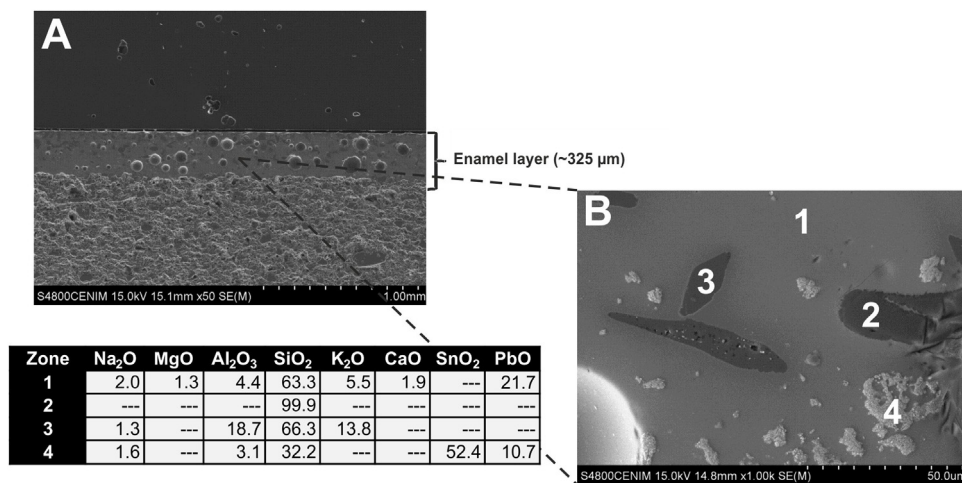 A
Enamel layer (~325 µm)
S4800CENIM 15.0kV 15.1mm x50 SE(M) 1.00mm
B
1
2
3
4
S4800CENIM 15.0kV 14.8mm x1.00k SE(M) 50.0um
Zone Na₂O MgO Al₂O₃ SiO₂ K₂O CaO SnO₂ PbO
1 2.0 1.3 4.4 63.3 5.5 1.9 --- 21.7
2 --- --- --- 99.9 --- --- --- ---
3 1.3 --- 18.7 66.3 13.8 --- --- ---
4 1.6 --- 3.1 32.2 --- --- 52.4 10.7